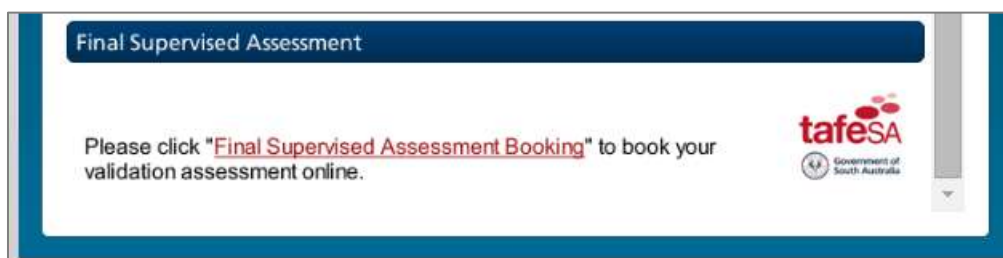 Final Supervised Assessment
Please click "Final Supervised Assessment Booking" to book your
validation assessment online.
tafeSA
Government of
South Australia